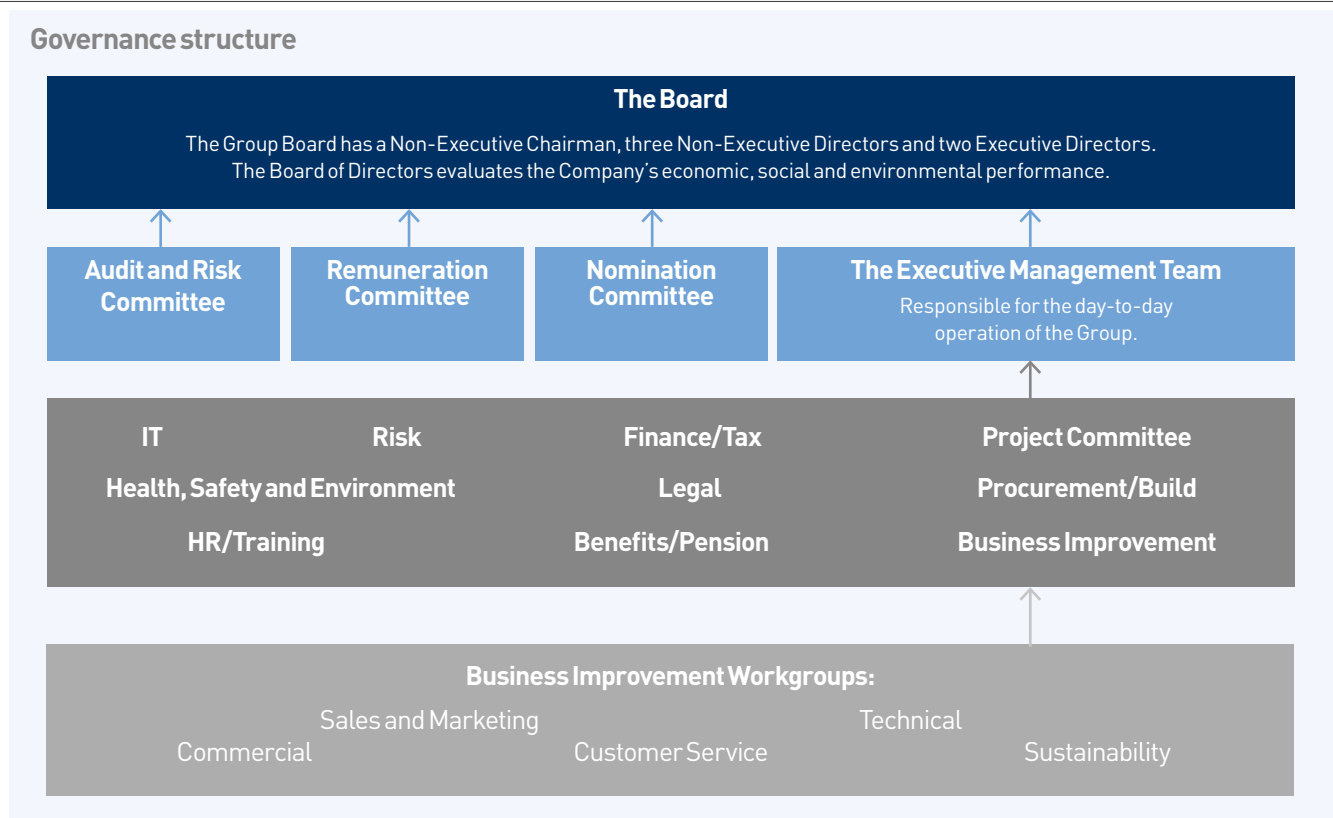 Governance structure
The Board
The Group Board has a Non-Executive Chairman, three Non-Executive Directors and two Executive Directors.
The Board of Directors evaluates the Company's economic, social and environmental performance.
Audit and Risk
Committee
Remuneration
Committee
Nomination
Committee
The Executive Management Team
Responsible for the day-to-day
operation of the Group.
IT
Risk
Finance/Tax
Project Committee
Health, Safety and Environment
Legal
Procurement/Build
HR/Training
Benefits/Pension
Business Improvement
Business Improvement Workgroups:
Sales and Marketing
Technical
Commercial
Customer Service
Sustainability